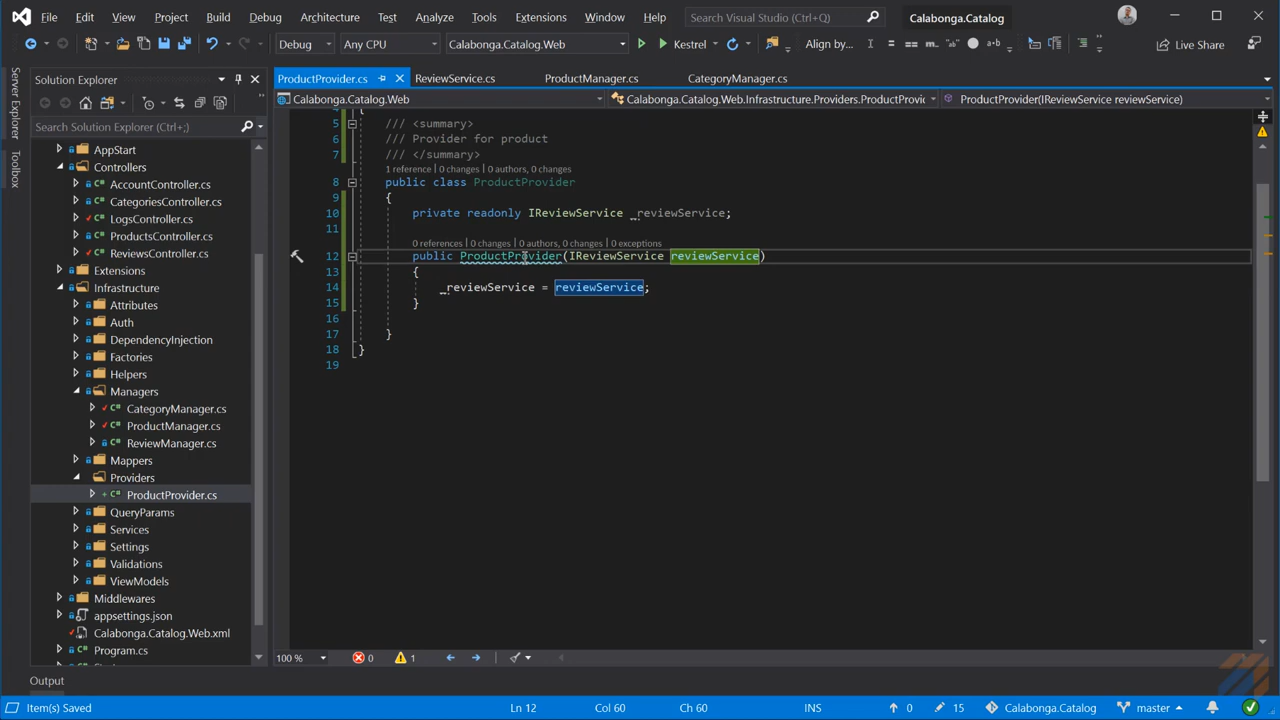 File Edit View Project Build Debug Architecture Test Analyze Tools Extensions Window Help Search Visual Studio (Ctrl+Q) Calabonga.Catalog
Debug Any CPU Calabonga.Catalog.Web Kestrel Align by... Live Share
Server Explorer
Toolbox
Solution Explorer
Search Solution Explorer (Ctrl+;)
AppStart
Controllers
AccountController.cs
CategoriesController.cs
LogsController.cs
ProductsController.cs
ReviewsController.cs
Extensions
Infrastructure
Attributes
Auth
DependencyInjection
Factories
Helpers
Managers
CategoryManager.cs
ProductManager.cs
ReviewManager.cs
Mappers
Providers
ProductProvider.cs
QueryParams
Services
Settings
Validations
ViewModels
Middlewares
appsettings.json
Calabonga.Catalog.Web.xml
Program.cs
ProductProvider.cs ReviewService.cs ProductManager.cs CategoryManager.cs
Calabonga.Catalog.Web Calabonga.Catalog.Web.Infrastructure.Providers.ProductProvic ProductProvider(IReviewService reviewService)
{
5 /// <summary>
6 /// Provider for product
7 /// </summary>
1 reference | 0 changes | 0 authors, 0 changes
8 public class ProductProvider
9 {
10 private readonly IReviewService _reviewService;
11
0 references | 0 changes | 0 authors, 0 changes | 0 exceptions
12 public ProductProvider(IReviewService reviewService)
13 {
14 _reviewService = reviewService;
15 }
16
17 }
18 }
19
100 % 0 1
Output
Item(s) Saved Ln 12 Col 60 Ch 60 INS 0 15 Calabonga.Catalog master